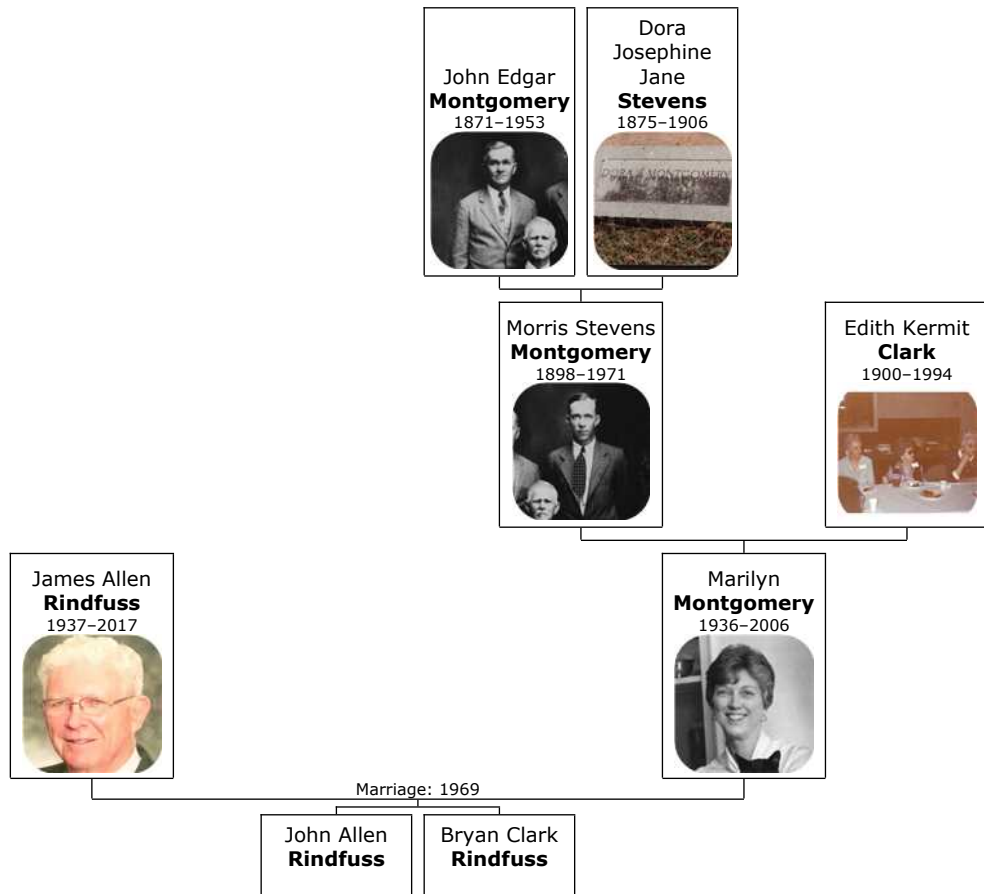 John Edgar
Montgomery
1871–1953
Dora
Josephine
Jane
Stevens
1875–1906
DORA J MONTGOMERY
Morris Stevens
Montgomery
1898–1971
Edith Kermit
Clark
1900–1994
James Allen
Rindfuss
1937–2017
Marilyn
Montgomery
1936–2006
Marriage: 1969
John Allen
Rindfuss
Bryan Clark
Rindfuss